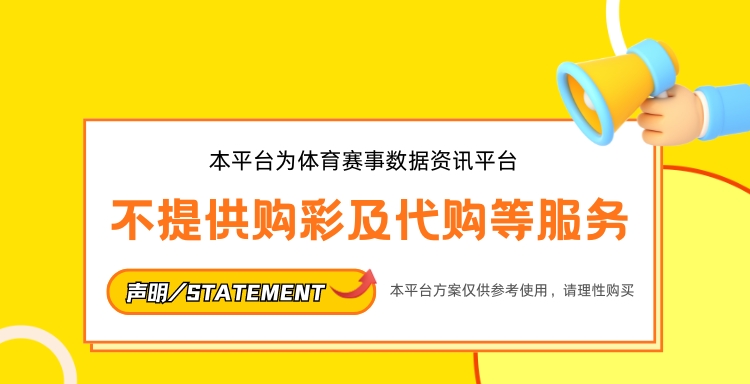 本平台为体育赛事数据资讯平台
不提供购彩及代购等服务
声明/STATEMENT
本平台方案仅供参考使用，请理性购买